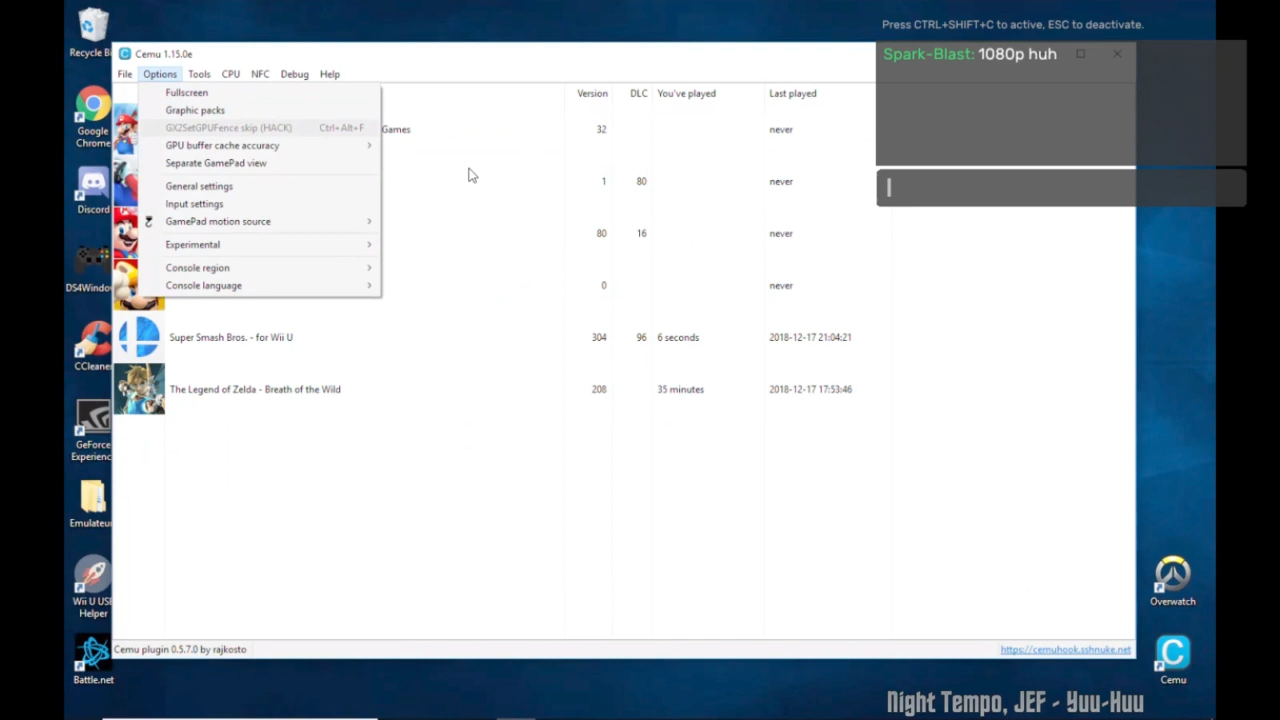 Press CTRL+SHIFT+C to active, ESC to deactivate.
Recycle Bi
Cemu 1.15.0e
Spark-Blast: 1080p huh
File Options Tools CPU NFC Debug Help
Fullscreen
Graphic packs
GX2SetGPUFence skip (HACK) Ctrl+Alt+F
GPU buffer cache accuracy
Separate GamePad view
General settings
Input settings
GamePad motion source
Experimental
Console region
Console language
Version DLC You've played Last played
Games 32 never
1 80 never
80 16 never
0 never
Super Smash Bros. - for Wii U 304 96 6 seconds 2018-12-17 21:04:21
The Legend of Zelda - Breath of the Wild 208 35 minutes 2018-12-17 17:53:46
Google
Chrome
Discord
DS4Windo
CCleane
GeForce
Experienc
Emulateu
Wii U USB
Helper
Battle.net
Overwatch
Cemu
Cemu plugin 0.5.7.0 by rajkosto
https://cemuhook.sshnuke.net
Night Tempo, JEF - Yuu-Huu